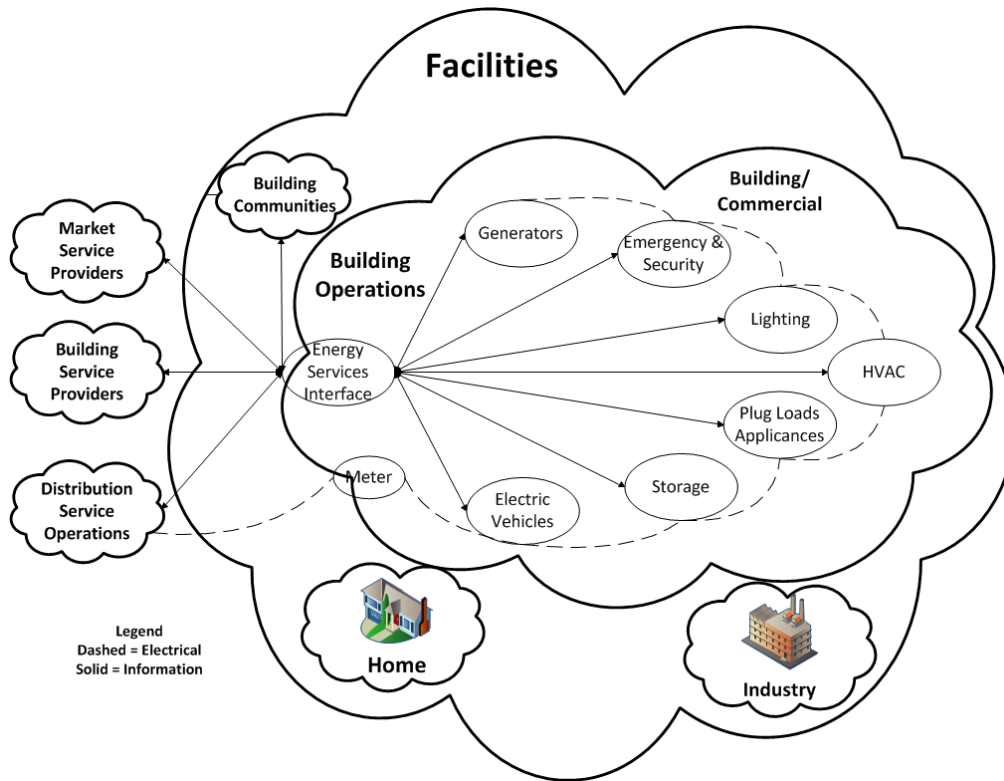 Facilities
Building
Communities
Building/
Commercial
Market
Service
Providers
Generators
Emergency &
Security
Building
Operations
Lighting
Building
Service
Providers
Energy
Services
Interface
HVAC
Plug Loads
Applicances
Meter
Storage
Electric
Vehicles
Distribution
Service
Operations
Legend
Dashed = Electrical
Solid = Information
Home
Industry